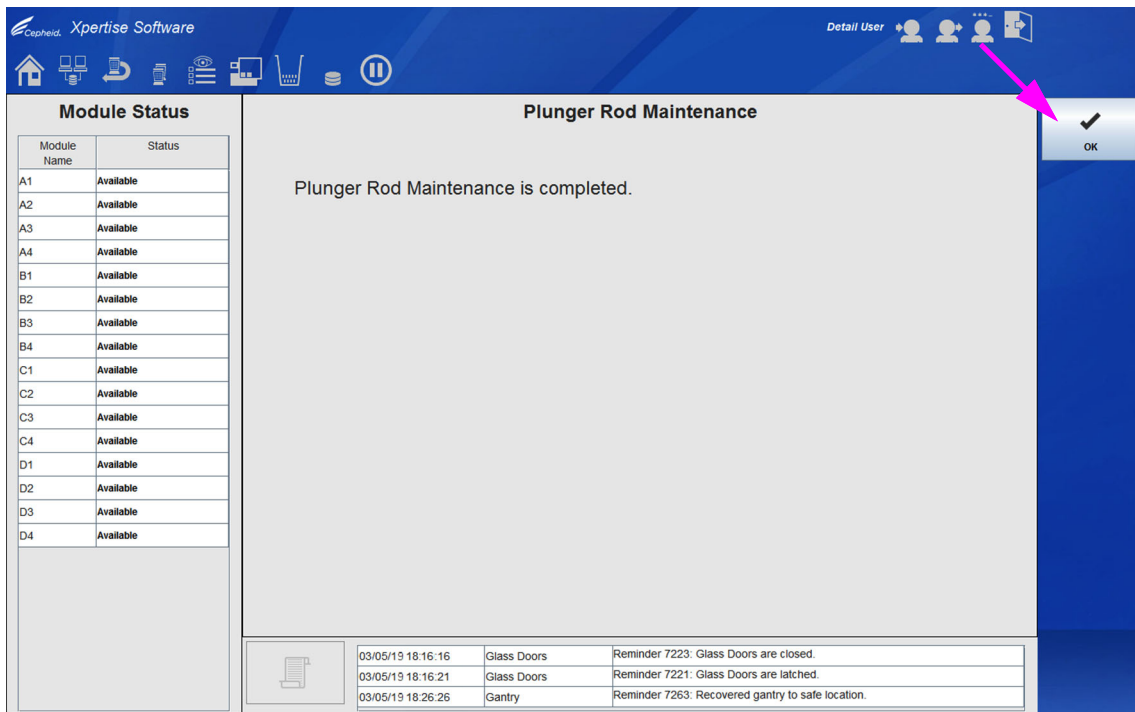 Cepheid. Xpertise Software
Detail User
Module Status
Module Name Status
A1 Available
A2 Available
A3 Available
A4 Available
B1 Available
B2 Available
B3 Available
B4 Available
C1 Available
C2 Available
C3 Available
C4 Available
D1 Available
D2 Available
D3 Available
D4 Available
Plunger Rod Maintenance
Plunger Rod Maintenance is completed.
OK
03/05/19 18:16:16 Glass Doors Reminder 7223: Glass Doors are closed.
03/05/19 18:16:21 Glass Doors Reminder 7221: Glass Doors are latched.
03/05/19 18:26:26 Gantry Reminder 7263: Recovered gantry to safe location.